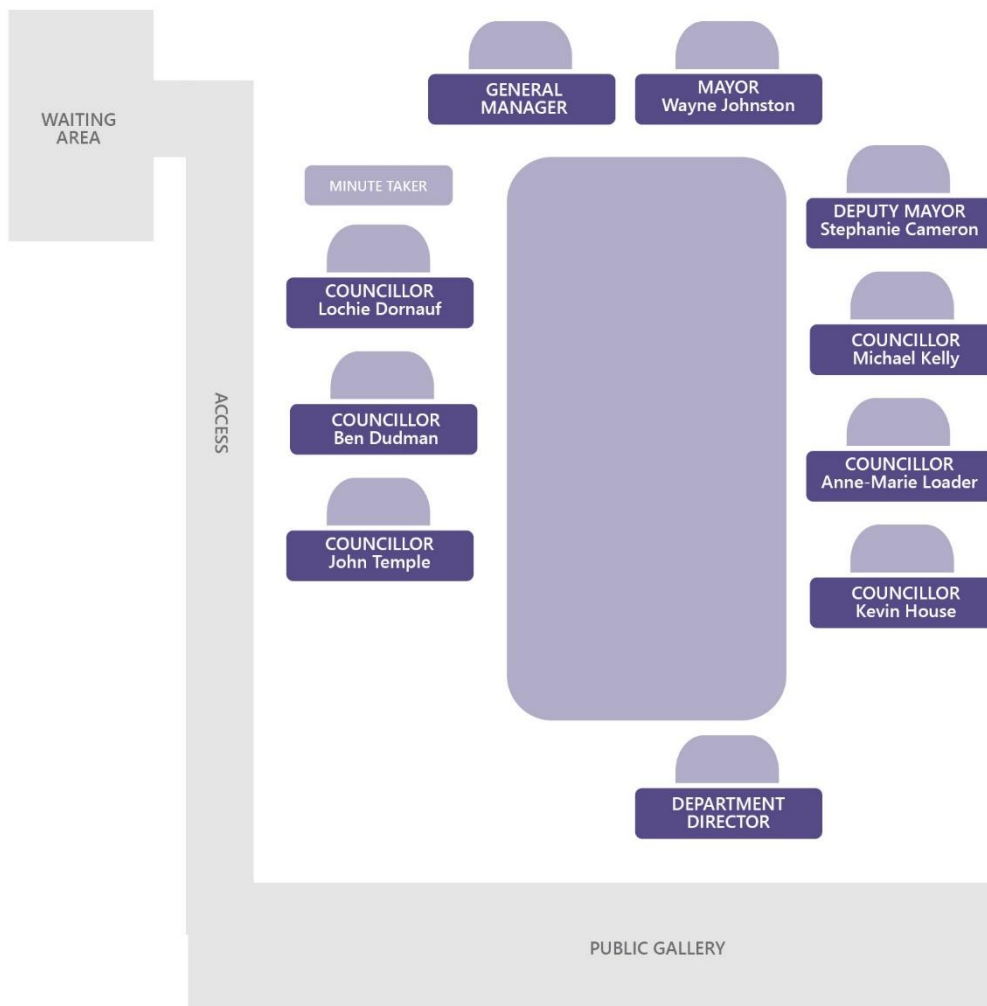 WAITING
AREA
GENERAL
MANAGER
MAYOR
Wayne Johnston
MINUTE TAKER
DEPUTY MAYOR
Stephanie Cameron
COUNCILLOR
Lochie Dornauf
COUNCILLOR
Michael Kelly
ACCESS
COUNCILLOR
Ben Dudman
COUNCILLOR
Anne-Marie Loader
COUNCILLOR
John Temple
COUNCILLOR
Kevin House
DEPARTMENT
DIRECTOR
PUBLIC GALLERY